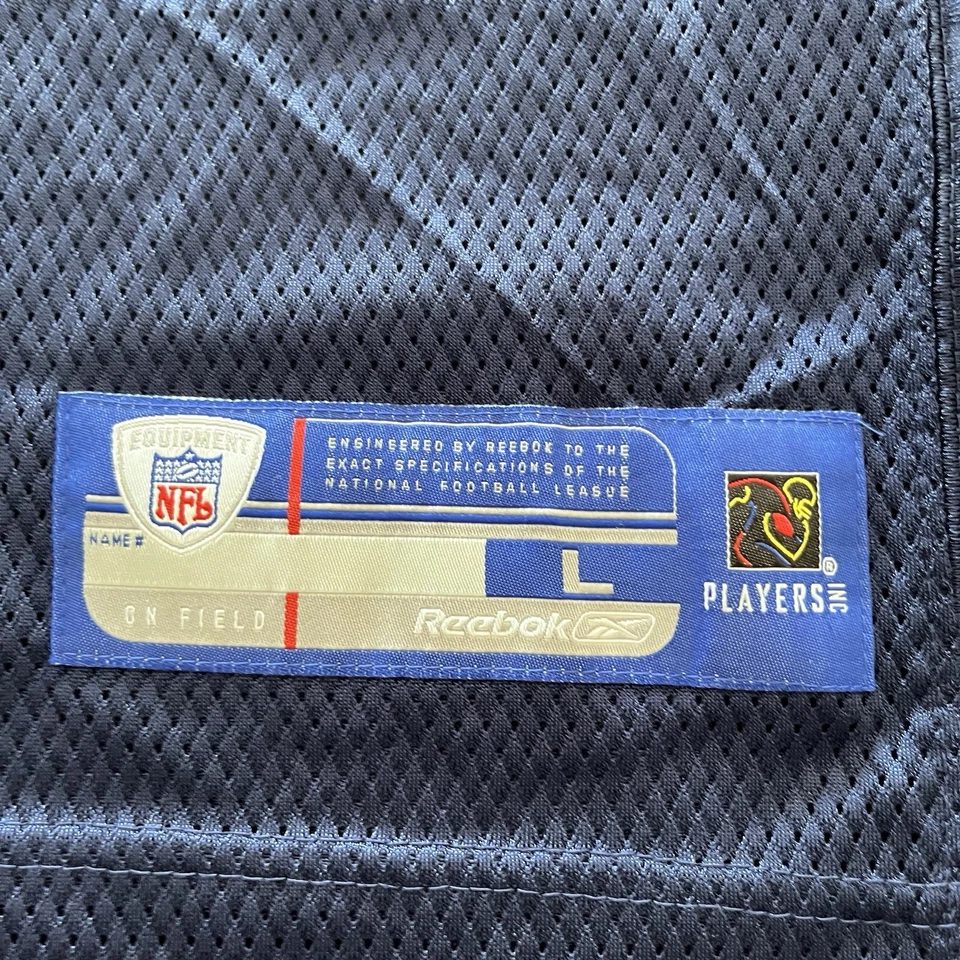 EQUIPMENT
NFL
ENGINEERED BY REEBOK TO THE
EXACT SPECIFICATIONS OF THE
NATIONAL FOOTBALL LEAGUE
NAME #
L
ON FIELD
Reebok
PLAYERS INC ®